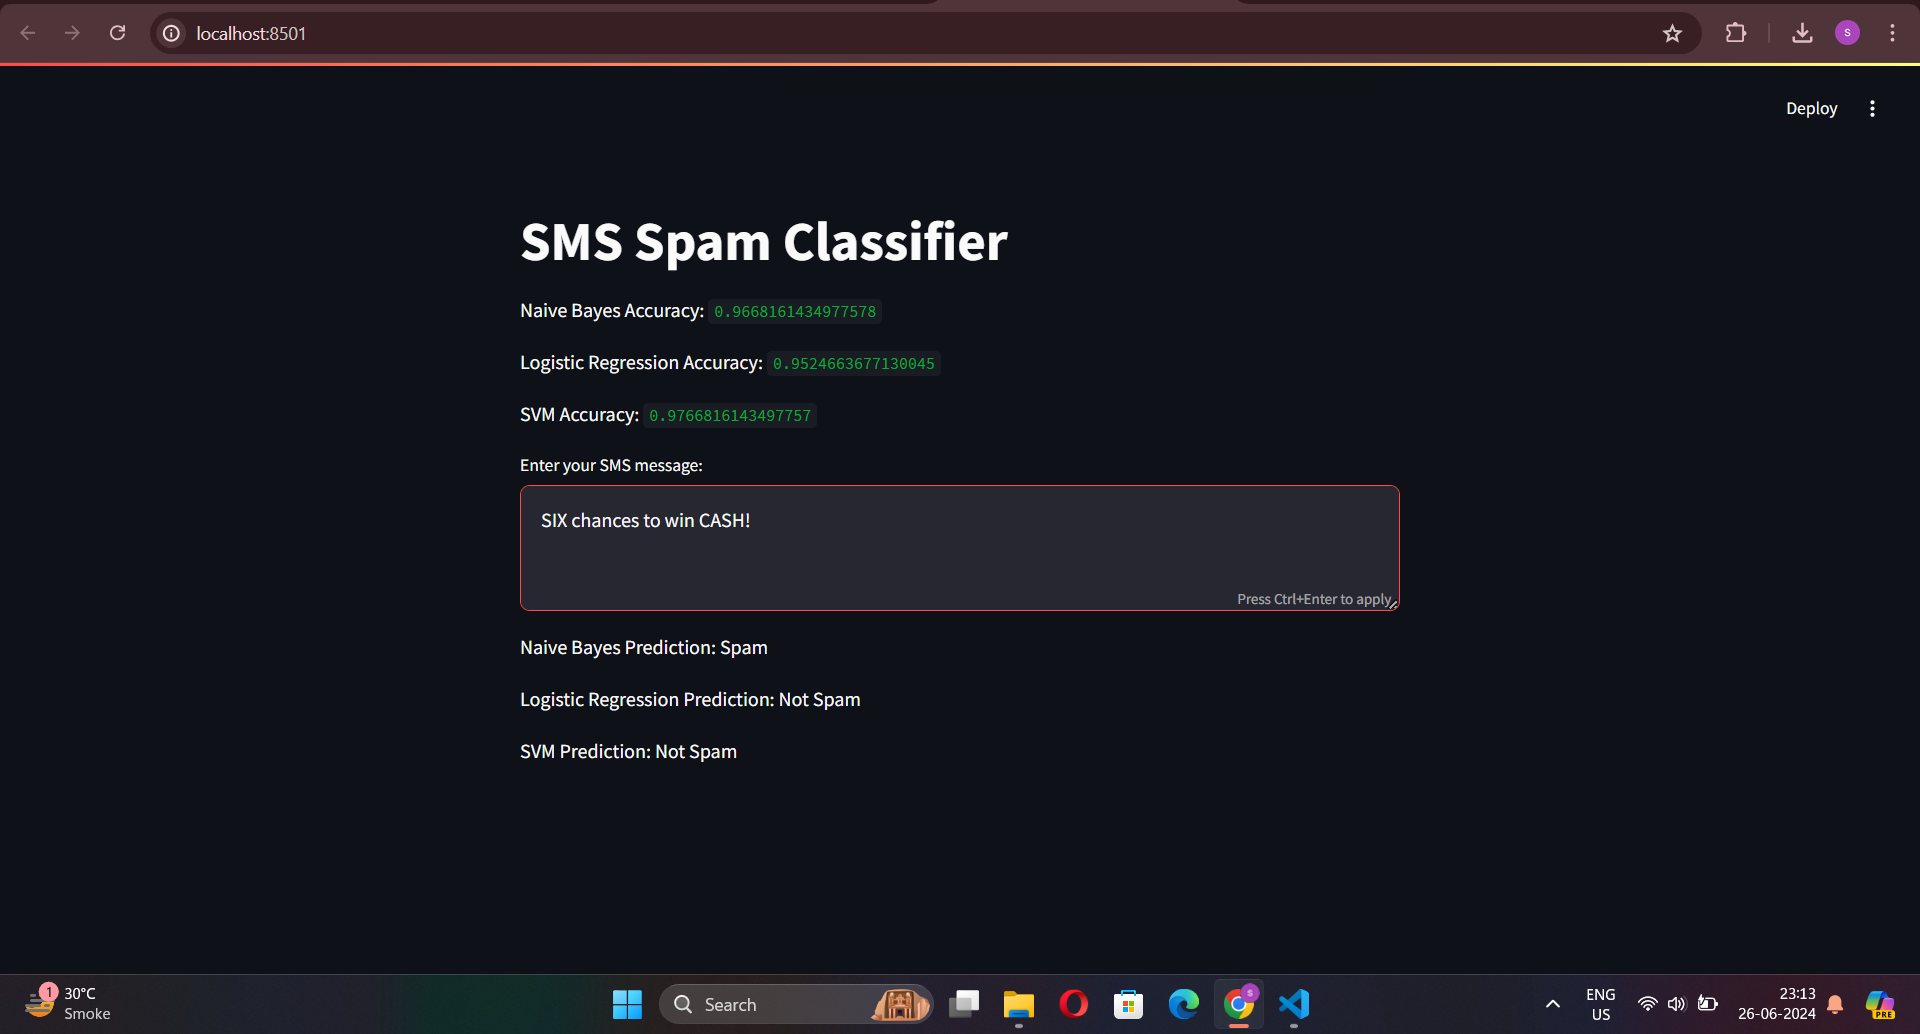 localhost:8501
S
Deploy
SMS Spam Classifier
Naive Bayes Accuracy: 0.9668161434977578
Logistic Regression Accuracy: 0.9524663677130045
SVM Accuracy: 0.9766816143497757
Enter your SMS message:
SIX chances to win CASH!
Press Ctrl+Enter to apply
Naive Bayes Prediction: Spam
Logistic Regression Prediction: Not Spam
SVM Prediction: Not Spam
1
30°C
Smoke
Search
S
ENG
US
23:13
26-06-2024
PRE